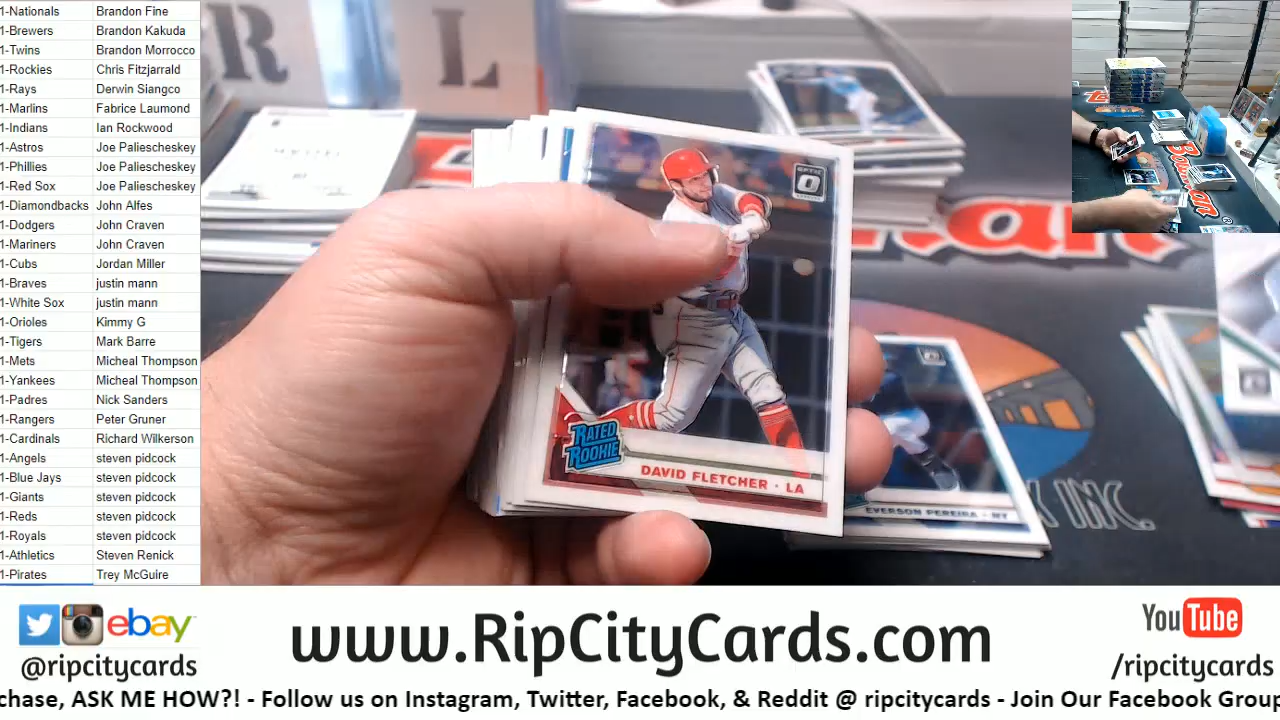 1-Nationals Brandon Fine
1-Brewers Brandon Kakuda
1-Twins Brandon Morrocco
1-Rockies Chris Fitzjarrald
1-Rays Derwin Siangco
1-Marlins Fabrice Laumond
1-Indians Ian Rockwood
1-Astros Joe Paliescheskey
1-Phillies Joe Paliescheskey
1-Red Sox Joe Paliescheskey
1-Diamondbacks John Alfes
1-Dodgers John Craven
1-Mariners John Craven
1-Cubs Jordan Miller
1-Braves justin mann
1-White Sox justin mann
1-Orioles Kimmy G
1-Tigers Mark Barre
1-Mets Micheal Thompson
1-Yankees Micheal Thompson
1-Padres Nick Sanders
1-Rangers Peter Gruner
1-Cardinals Richard Wilkerson
1-Angels steven pidcock
1-Blue Jays steven pidcock
1-Giants steven pidcock
1-Reds steven pidcock
1-Royals steven pidcock
1-Athletics Steven Renick
1-Pirates Trey McGuire
R L
OPTIC
RATED
ROOKIE
DAVID FLETCHER · LA
EVERSON PEREIRA · NY
INC.
Bowman
ebay
@ripcitycards
www.RipCityCards.com
YouTube
/ripcitycards
chase, ASK ME HOW?! - Follow us on Instagram, Twitter, Facebook, & Reddit @ ripcitycards - Join Our Facebook Group